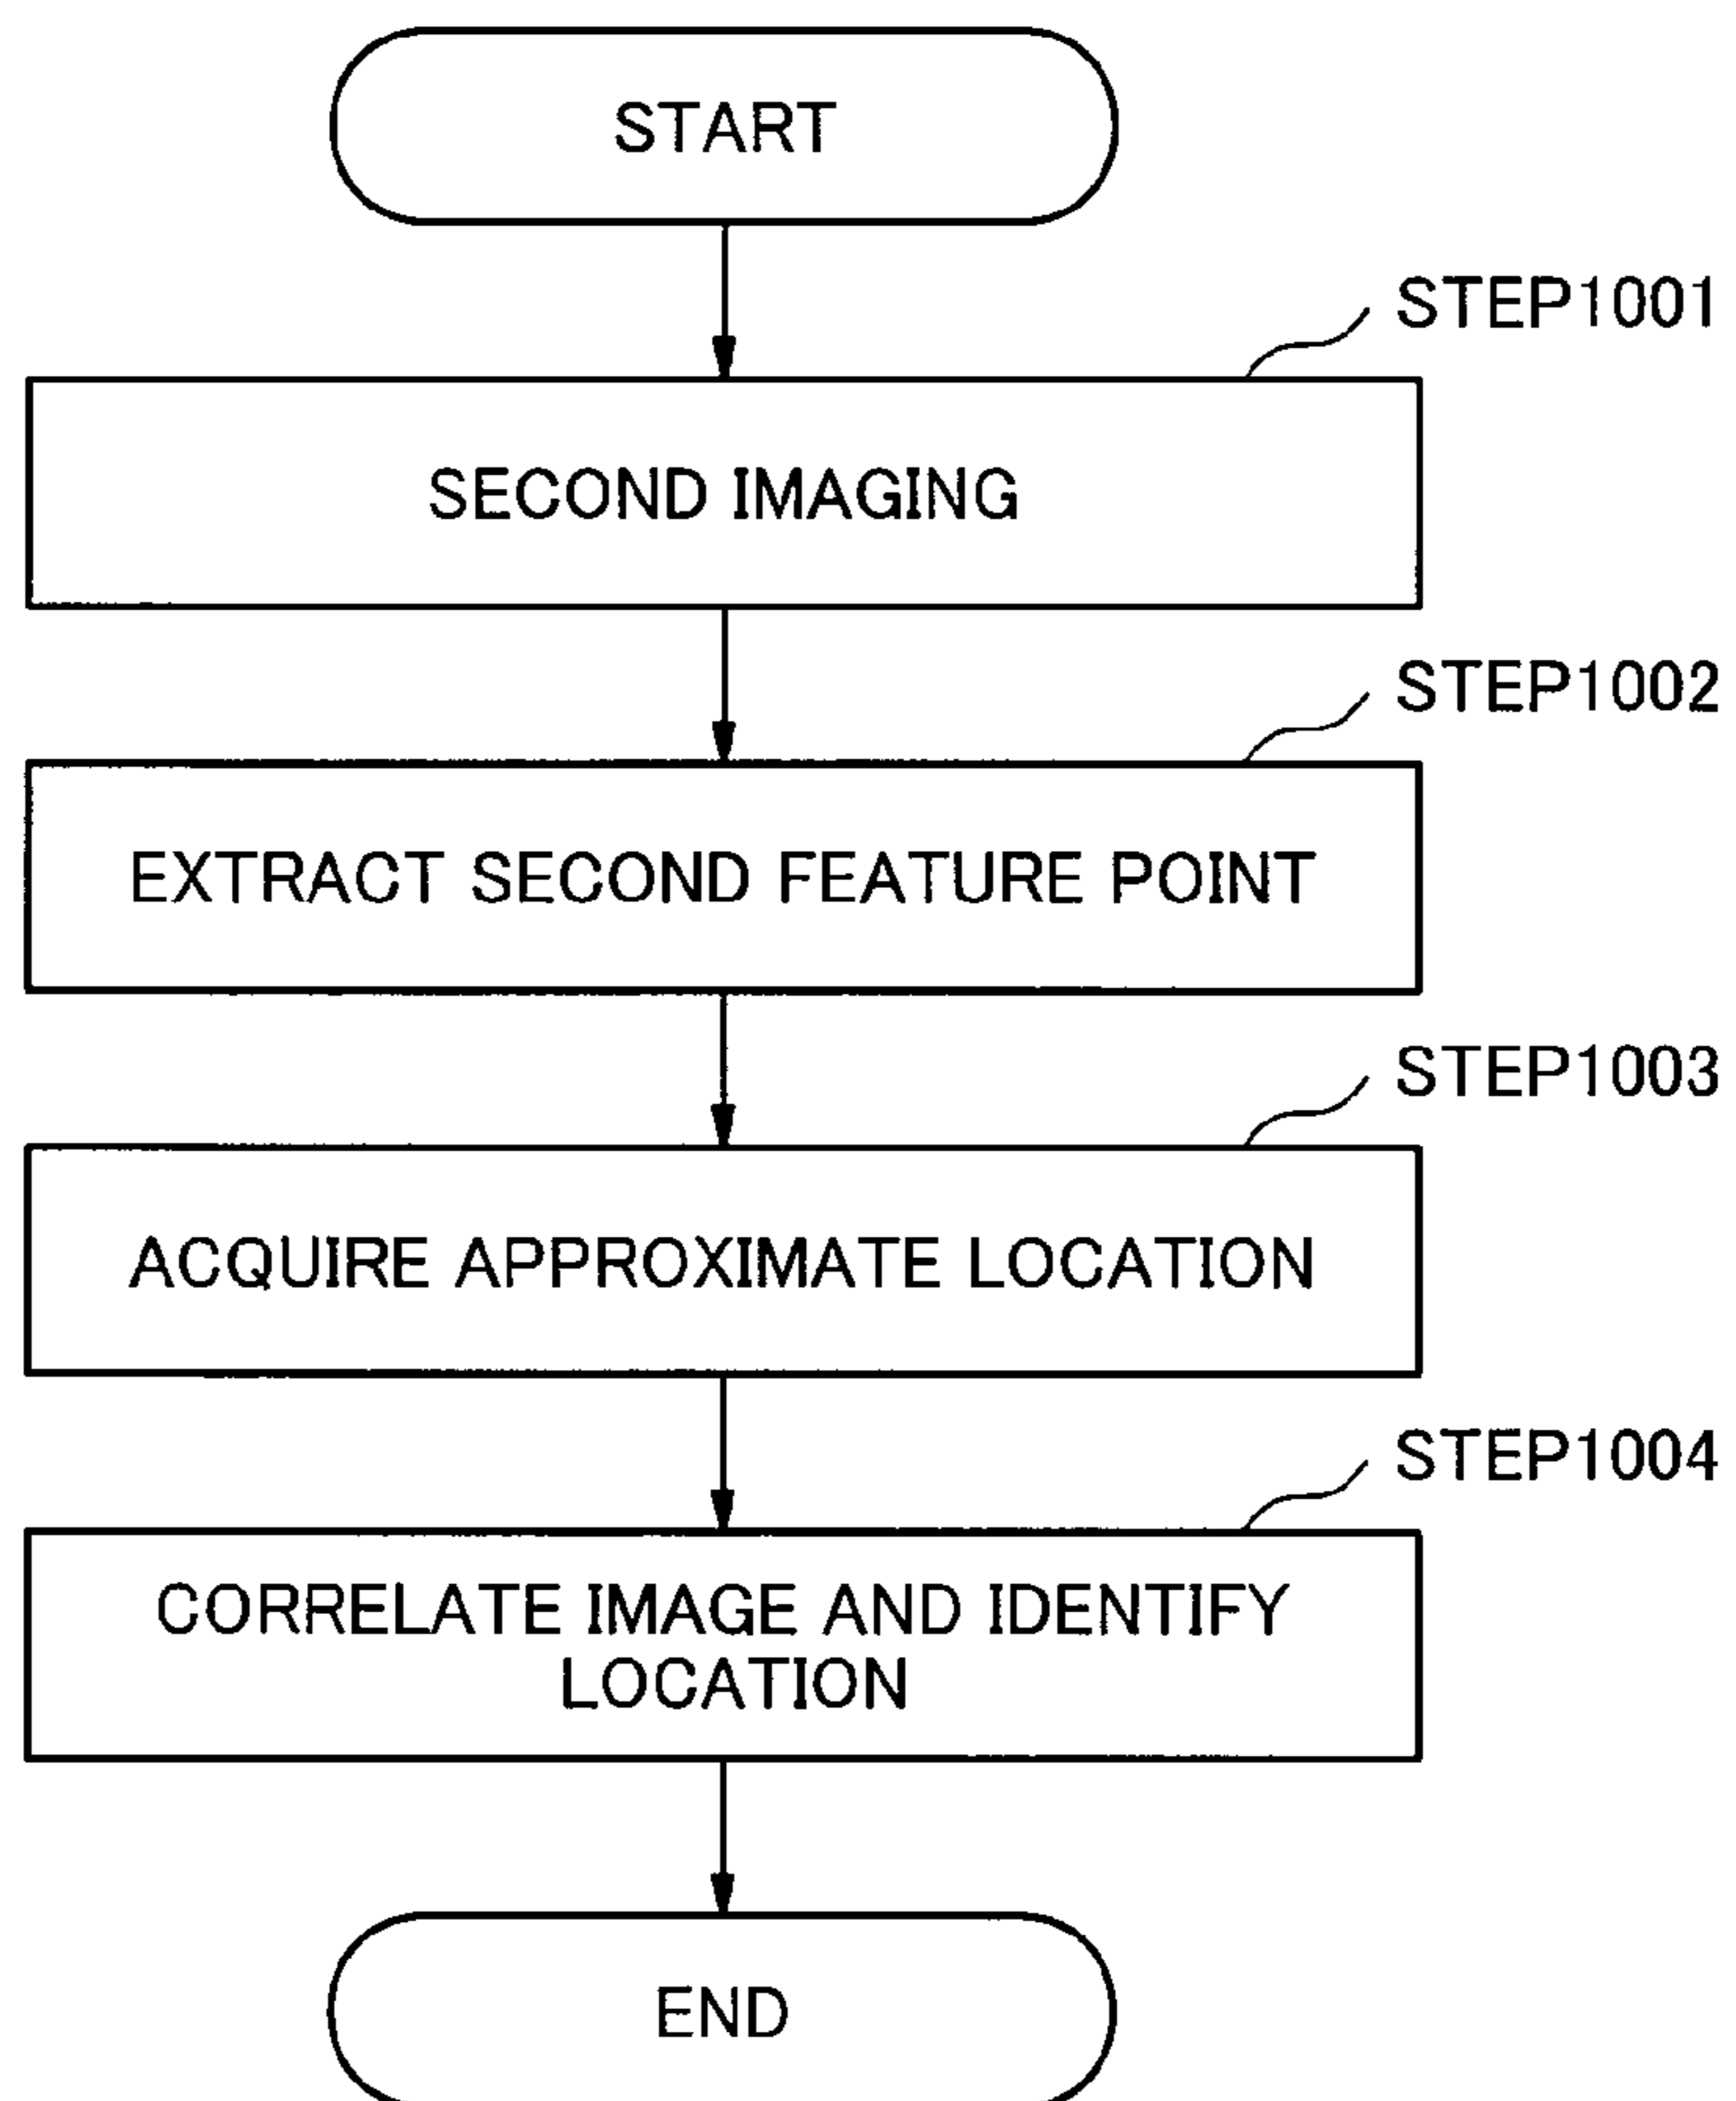 START
STEP1001
SECOND IMAGING
STEP1002
EXTRACT SECOND FEATURE POINT
STEP1003
ACQUIRE APPROXIMATE LOCATION
STEP1004
CORRELATE IMAGE AND IDENTIFY
LOCATION
END